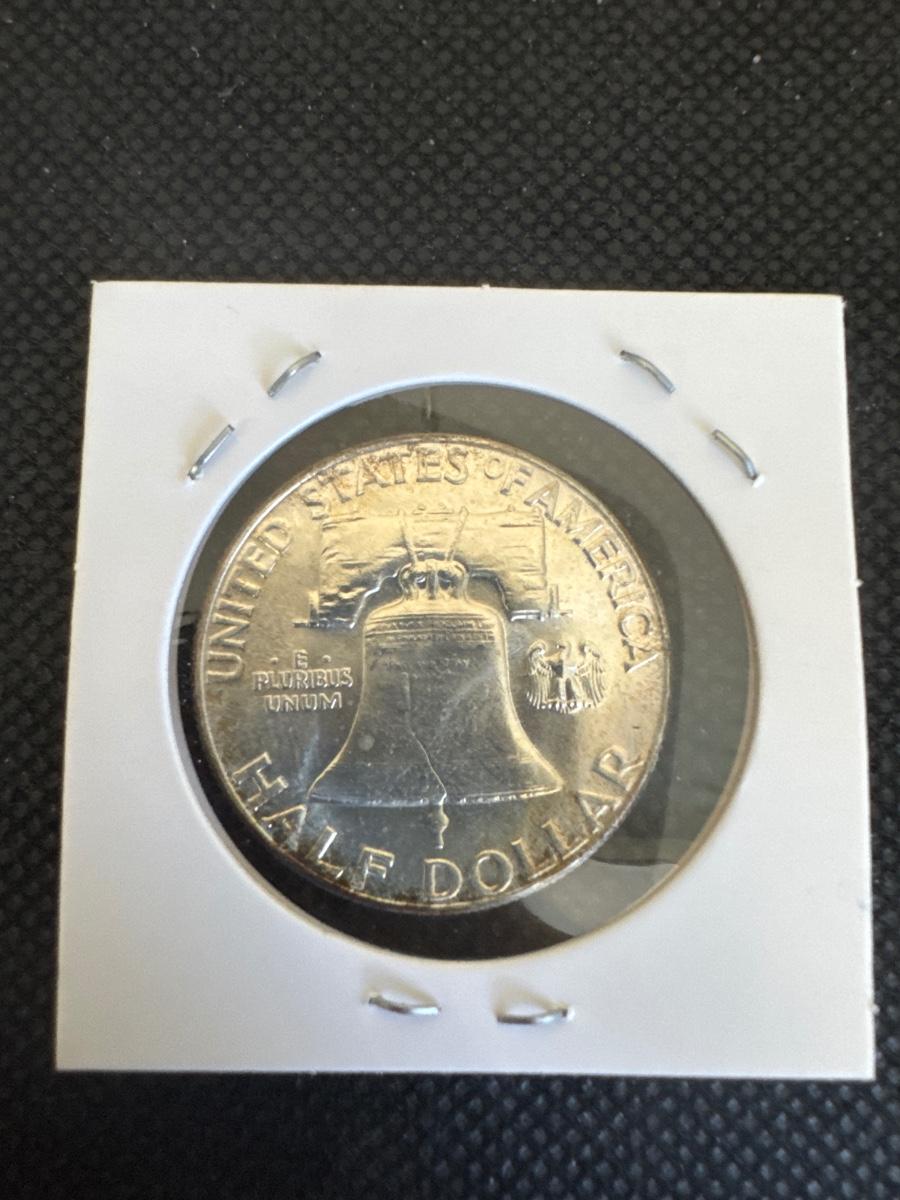 UNITED STATES OF AMERICA
· E ·
PLURIBUS
UNUM
HALF DOLLAR